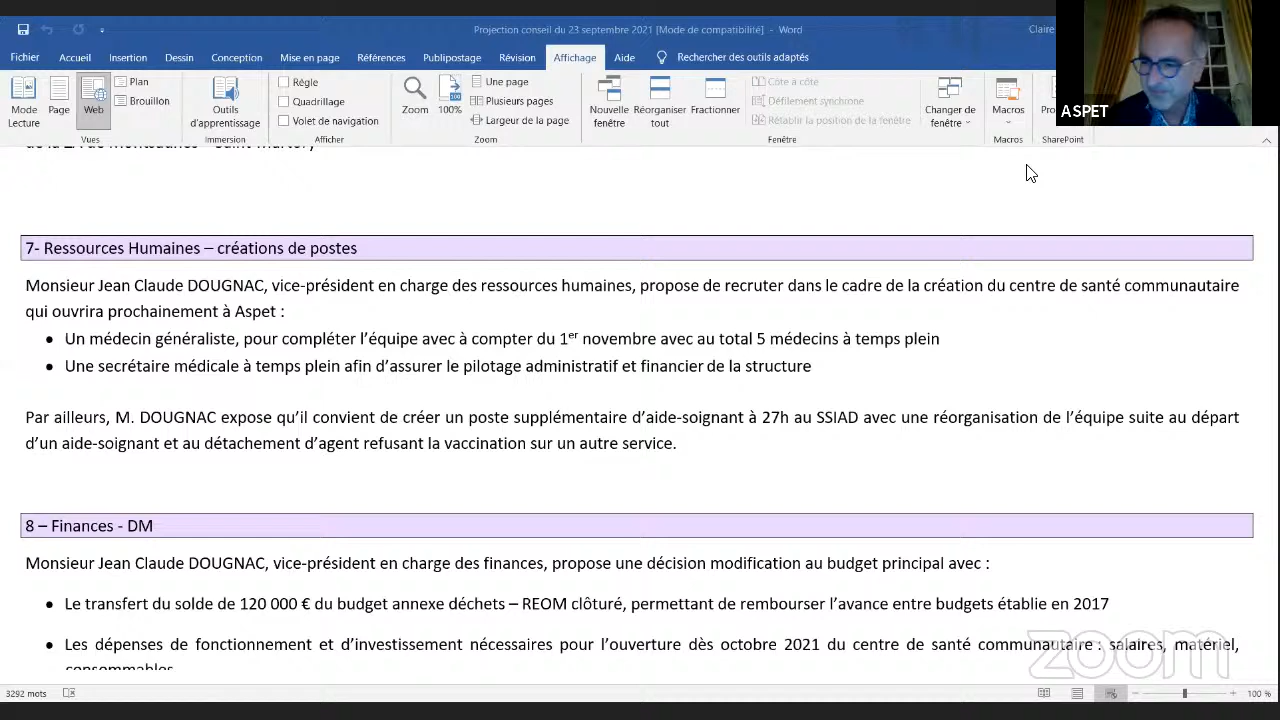 Projection conseil du 23 septembre 2021 [Mode de compatibilité] - Word
Claire
Fichier Accueil Insertion Dessin Conception Mise en page Références Publipostage Révision Affichage Aide Rechercher des outils adaptés
Mode Lecture
Page
Web
Plan
Brouillon
Vues
Outils d'apprentissage
Immersion
Règle
Quadrillage
Volet de navigation
Afficher
Zoom
100%
Une page
Plusieurs pages
Largeur de la page
Zoom
Nouvelle fenêtre
Réorganiser tout
Fractionner
Côte à côte
Défilement synchrone
Rétablir la position de la fenêtre
Fenêtre
Changer de fenêtre
Macros
Macros
SharePoint
ASPET
7- Ressources Humaines – créations de postes
Monsieur Jean Claude DOUGNAC, vice-président en charge des ressources humaines, propose de recruter dans le cadre de la création du centre de santé communautaire
qui ouvrira prochainement à Aspet :
• Un médecin généraliste, pour compléter l'équipe avec à compter du 1er novembre avec au total 5 médecins à temps plein
• Une secrétaire médicale à temps plein afin d'assurer le pilotage administratif et financier de la structure
Par ailleurs, M. DOUGNAC expose qu'il convient de créer un poste supplémentaire d'aide-soignant à 27h au SSIAD avec une réorganisation de l'équipe suite au départ
d'un aide-soignant et au détachement d'agent refusant la vaccination sur un autre service.
8 – Finances - DM
Monsieur Jean Claude DOUGNAC, vice-président en charge des finances, propose une décision modification au budget principal avec :
• Le transfert du solde de 120 000 € du budget annexe déchets – REOM clôturé, permettant de rembourser l'avance entre budgets établie en 2017
• Les dépenses de fonctionnement et d'investissement nécessaires pour l'ouverture dès octobre 2021 du centre de santé communautaire : salaires, matériel,
consommables
zoom
3292 mots
100 %